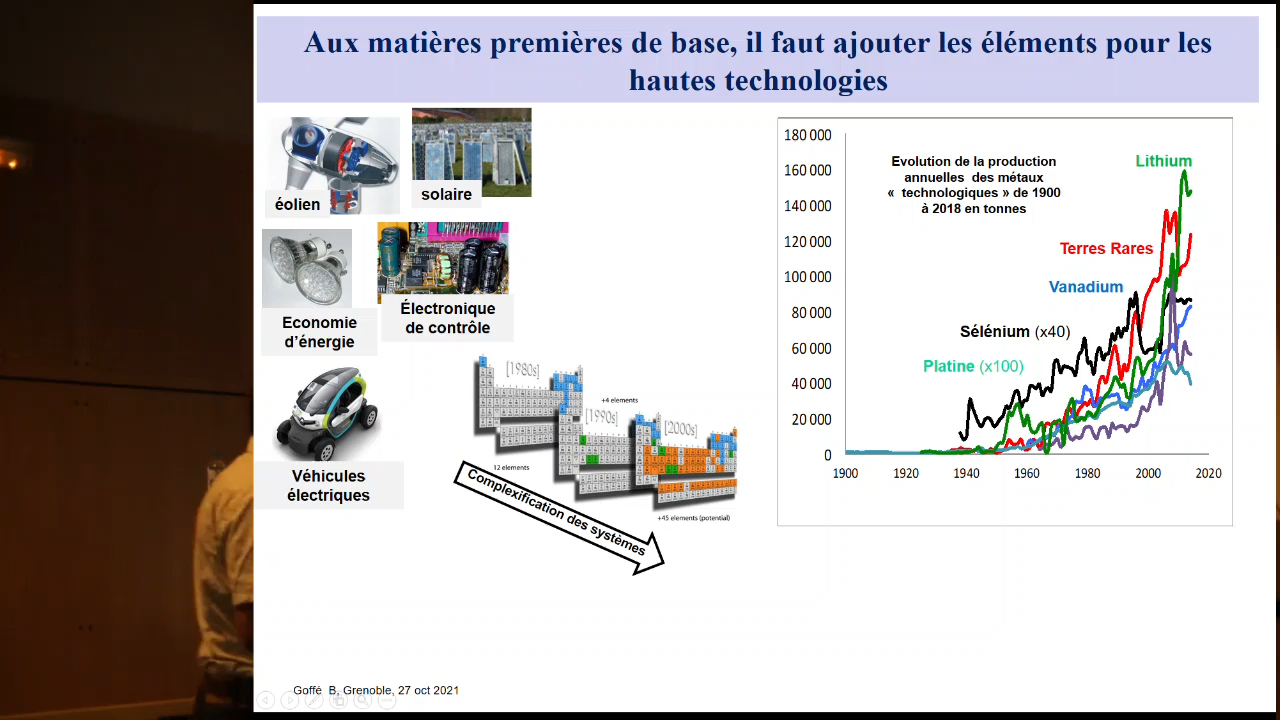 Aux matières premières de base, il faut ajouter les éléments pour les
hautes technologies
éolien
solaire
Economie
d'énergie
Électronique
de contrôle
Véhicules
électriques
[1980s]
12 elements
+4 elements
[1990s]
[2000s]
+45 elements (potential)
Complexification des systèmes
180 000
160 000
140 000
120 000
100 000
80 000
60 000
40 000
20 000
0
1900
1920
1940
1960
1980
2000
2020
Evolution de la production
annuelles des métaux
« technologiques » de 1900
à 2018 en tonnes
Lithium
Terres Rares
Vanadium
Sélénium (x40)
Platine (x100)
Goffé B, Grenoble, 27 oct 2021